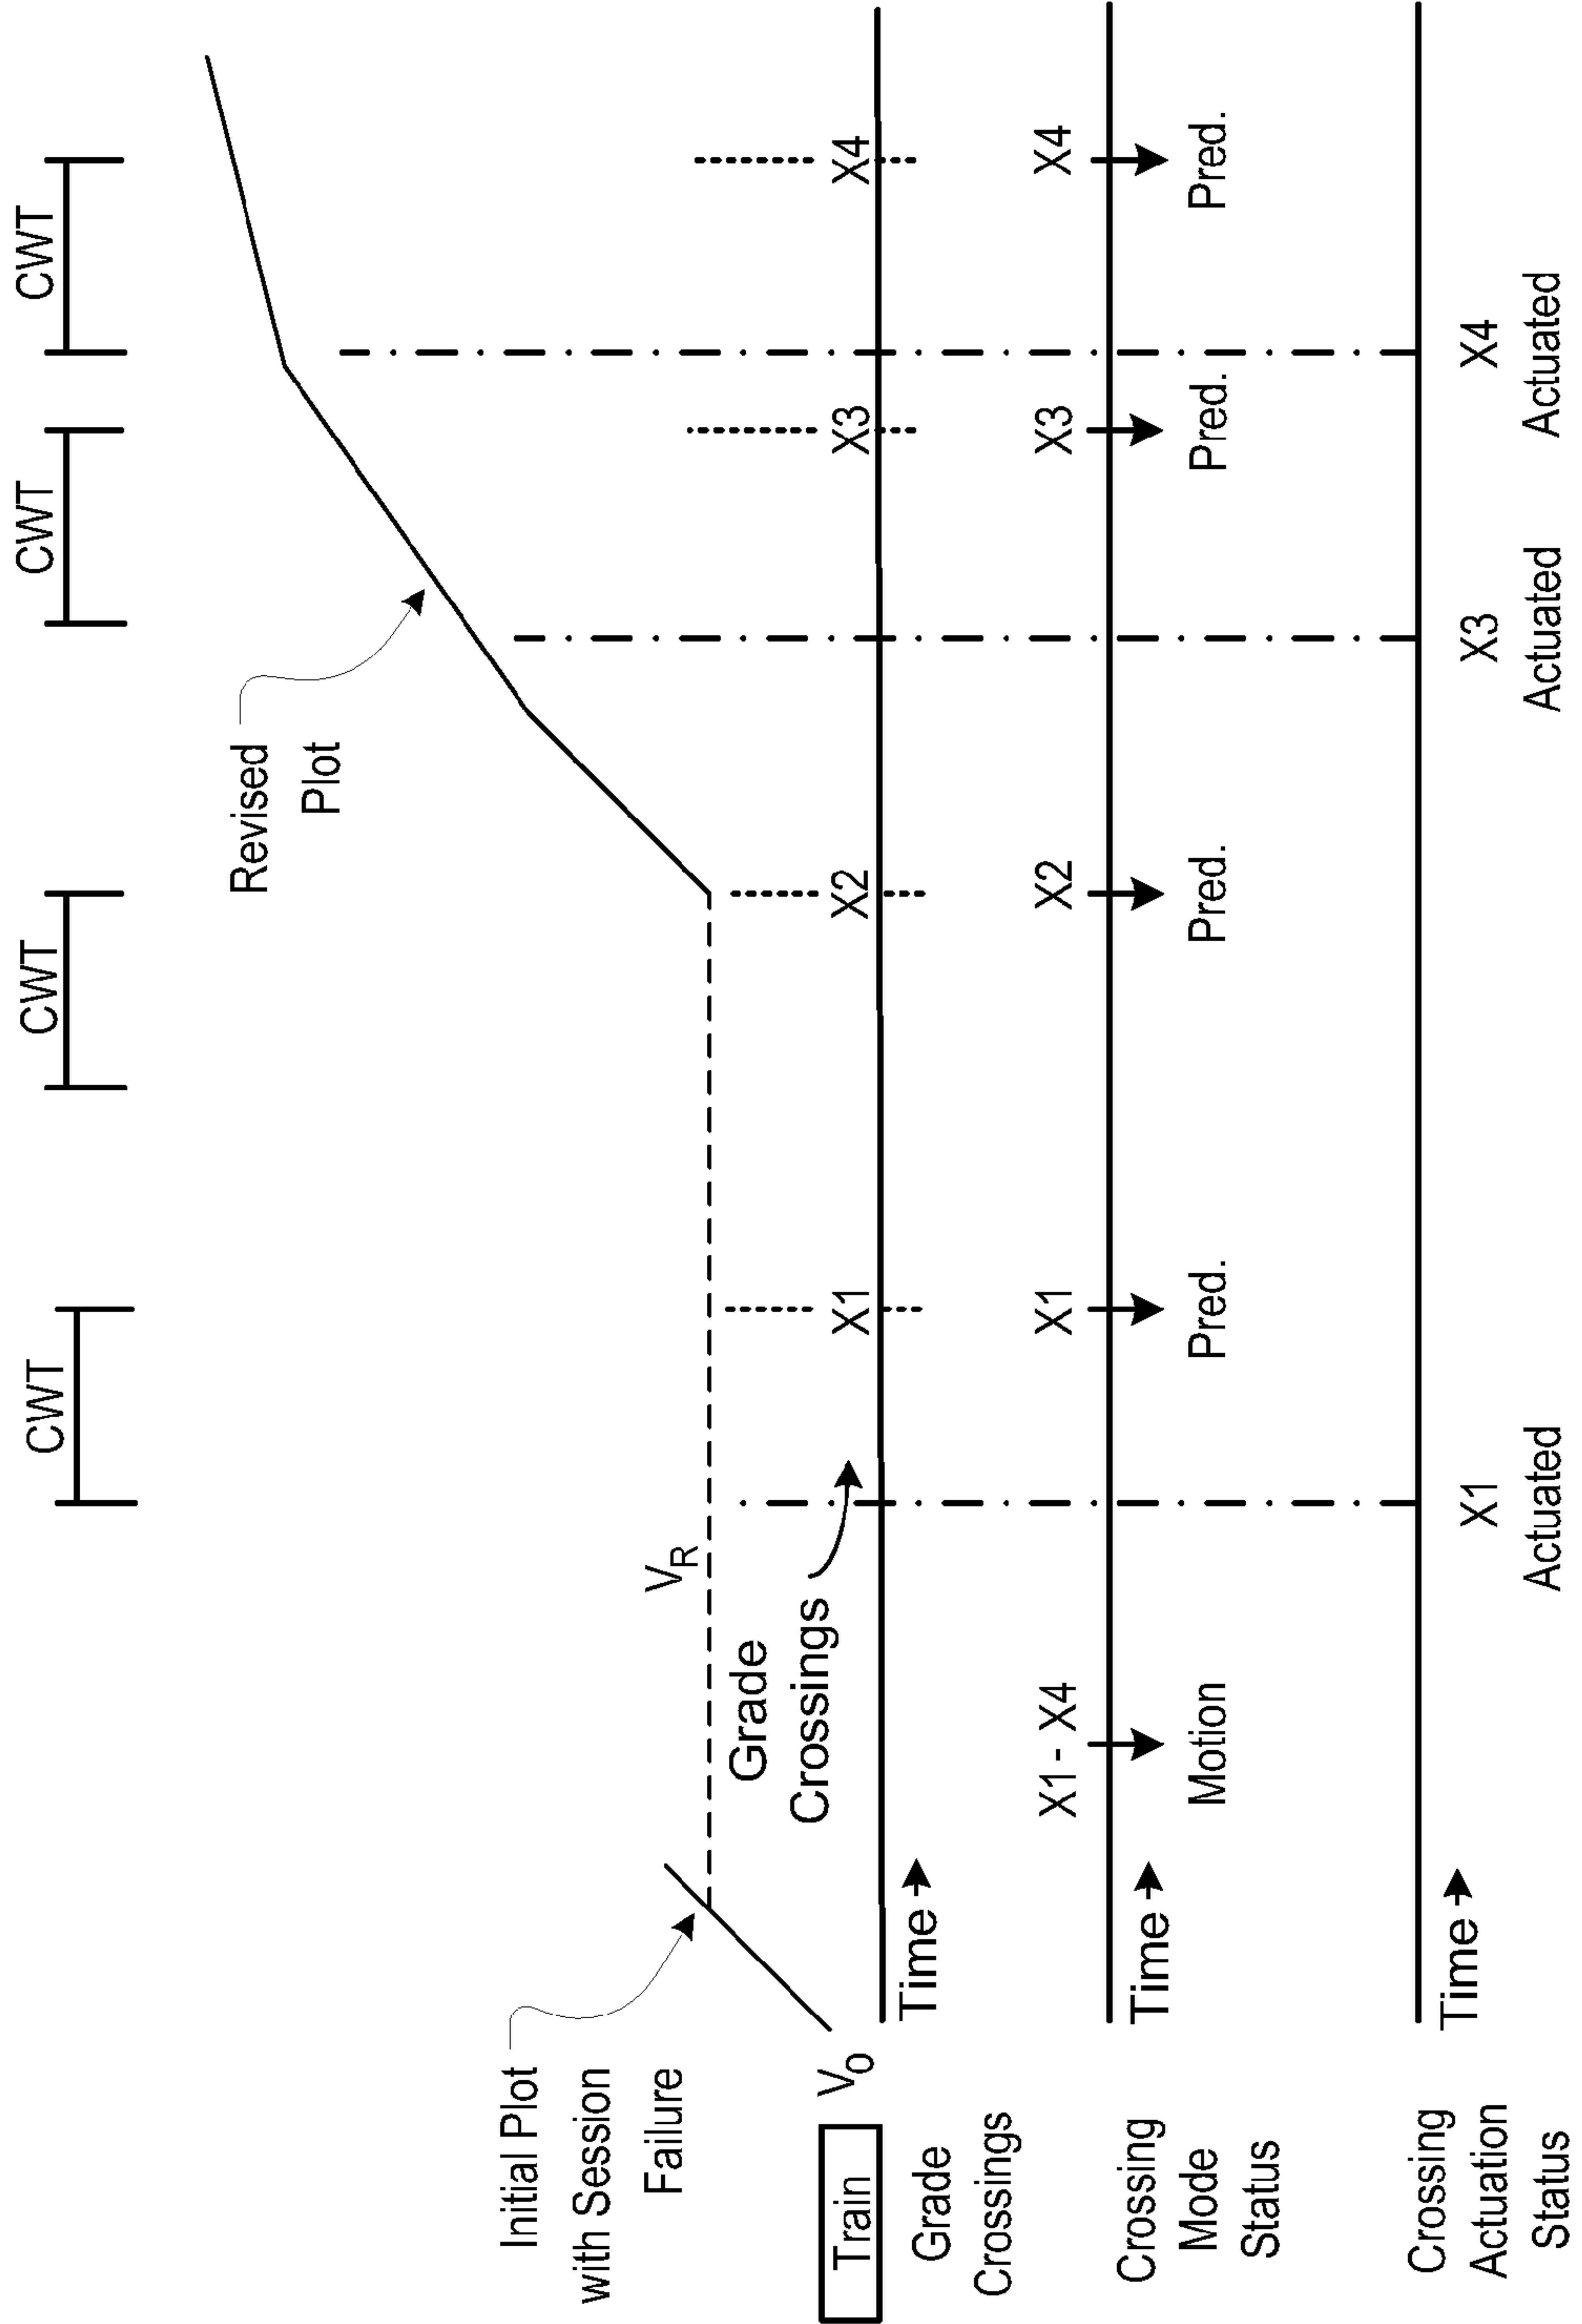 CWT
CWT
CWT
CWT
Revised
Plot
Initial Plot
with Session
Failure
V_R
Grade
Crossings
Train
V_O
X1
X2
X3
X4
Grade
Crossings
Time
X1- X4
X1
X2
X3
X4
Crossing
Mode
Status
Time
Motion
Pred.
Pred.
Pred.
Pred.
Crossing
Actuation
Status
Time
X1
Actuated
X3
Actuated
X4
Actuated